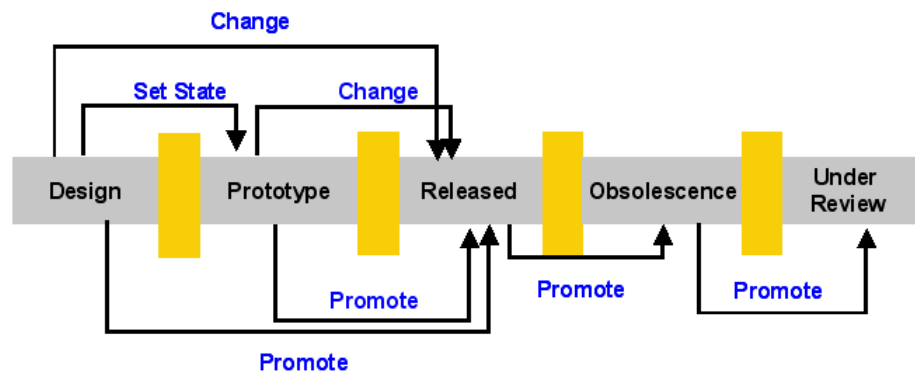 Change
Set State
Change
Design
Prototype
Released
Obsolescence
Under
Review
Promote
Promote
Promote
Promote